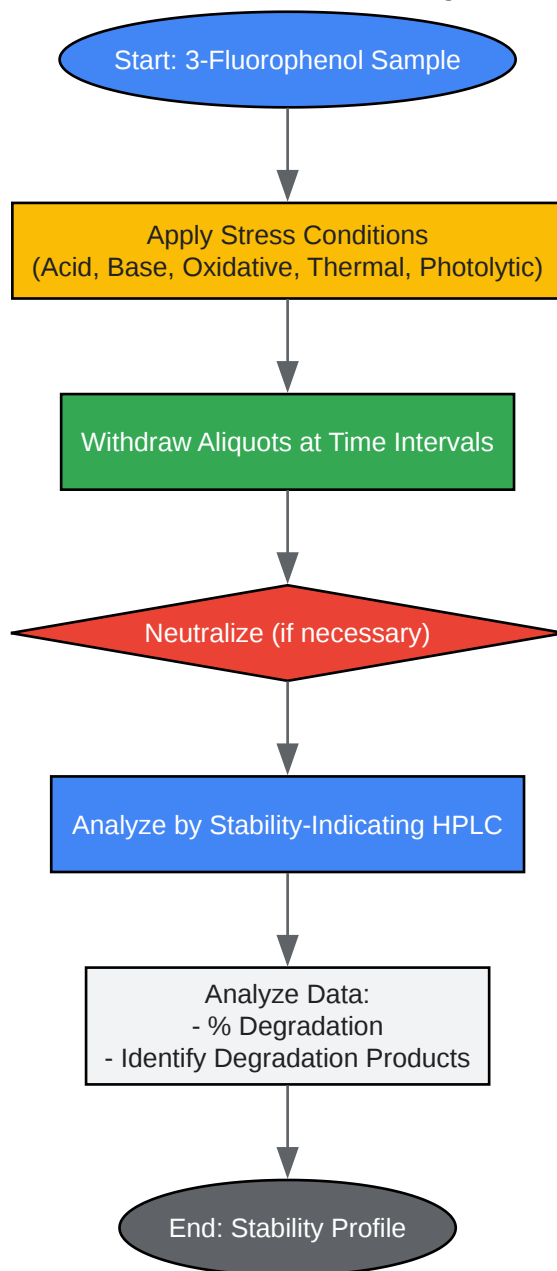 Start: 3-Fluorophenol Sample
Apply Stress Conditions
(Acid, Base, Oxidative, Thermal, Photolytic)
Withdraw Aliquots at Time Intervals
Neutralize (if necessary)
Analyze by Stability-Indicating HPLC
Analyze Data:
- % Degradation
- Identify Degradation Products
End: Stability Profile